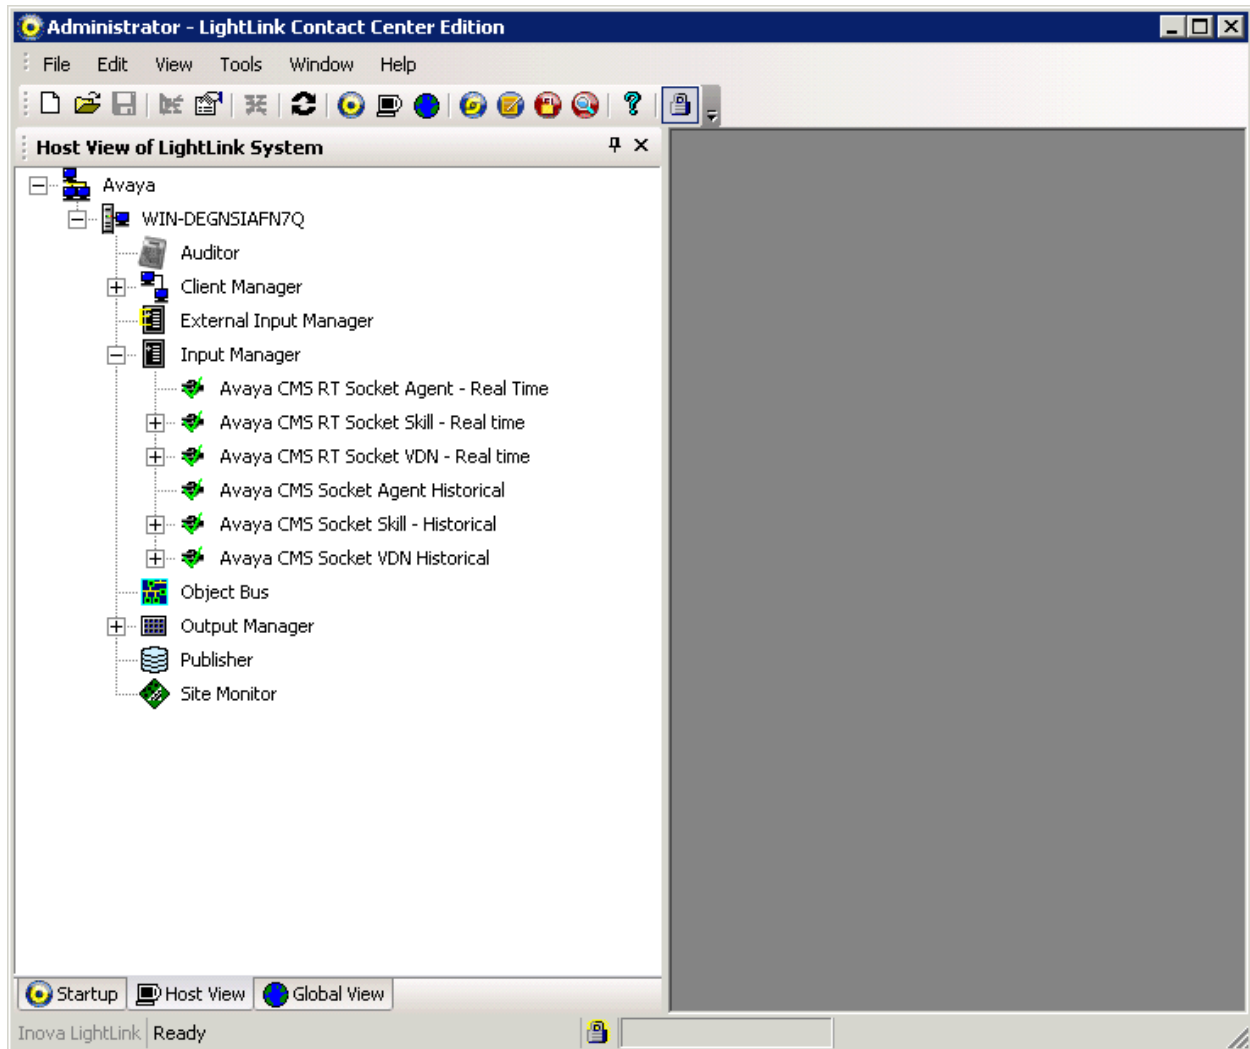 Administrator - LightLink Contact Center Edition
File Edit View Tools Window Help
Host View of LightLink System
Avaya
WIN-DEGNSIAFN7Q
Auditor
Client Manager
External Input Manager
Input Manager
Avaya CMS RT Socket Agent - Real Time
Avaya CMS RT Socket Skill - Real time
Avaya CMS RT Socket VDN - Real time
Avaya CMS Socket Agent Historical
Avaya CMS Socket Skill - Historical
Avaya CMS Socket VDN Historical
Object Bus
Output Manager
Publisher
Site Monitor
Startup Host View Global View
Inova LightLink Ready